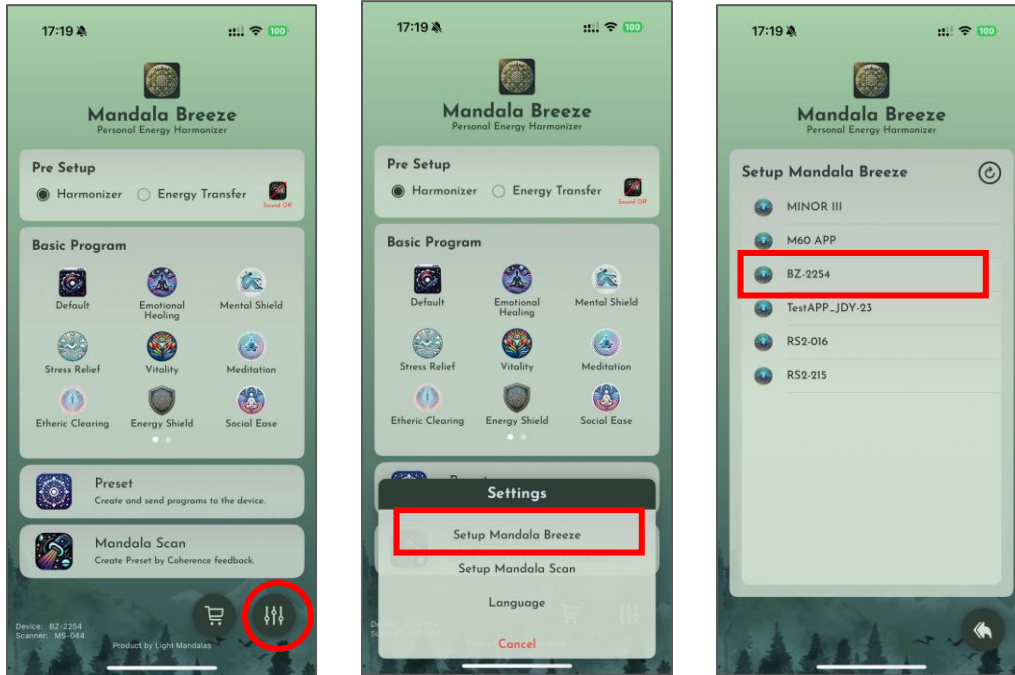 17:19
100
Mandala Breeze
Personal Energy Harmonizer
Pre Setup
Harmonizer
Energy Transfer
Sound Off
Basic Program
Default
Emotional Healing
Mental Shield
Stress Relief
Vitality
Meditation
Etheric Clearing
Energy Shield
Social Ease
Preset
Create and send programs to the device.
Mandala Scan
Create Preset by Coherence feedback.
Device: BZ-2254
Scanner: MS-044
Product by Light Mandalas
17:19
100
Mandala Breeze
Personal Energy Harmonizer
Pre Setup
Harmonizer
Energy Transfer
Sound Off
Basic Program
Default
Emotional Healing
Mental Shield
Stress Relief
Vitality
Meditation
Etheric Clearing
Energy Shield
Social Ease
Settings
Setup Mandala Breeze
Setup Mandala Scan
Language
Cancel
17:19
100
Mandala Breeze
Personal Energy Harmonizer
Setup Mandala Breeze
MINOR III
M60 APP
BZ-2254
TestAPP_JDY-23
RS2-016
RS2-215